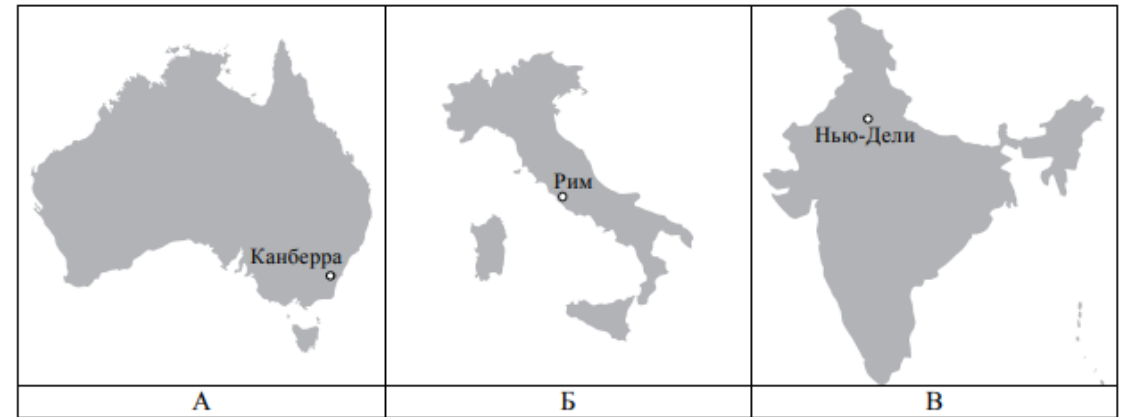 Канберра
Рим
Нью-Дели
А
Б
В